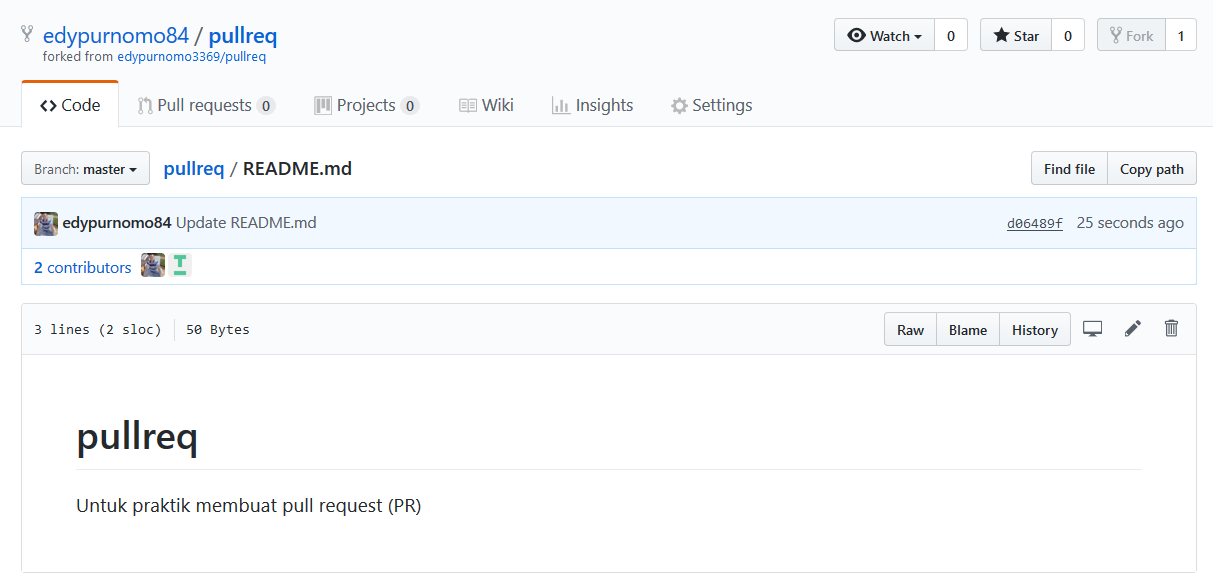 edypurnomo84 / pullreq
forked from edypurnomo3369/pullreq
Watch 0 Star 0 Fork 1
Code Pull requests 0 Projects 0 Wiki Insights Settings
Branch: master pullreq / README.md Find file Copy path
edypurnomo84 Update README.md d06489f 25 seconds ago
2 contributors
3 lines (2 sloc) 50 Bytes Raw Blame History
pullreq
Untuk praktik membuat pull request (PR)